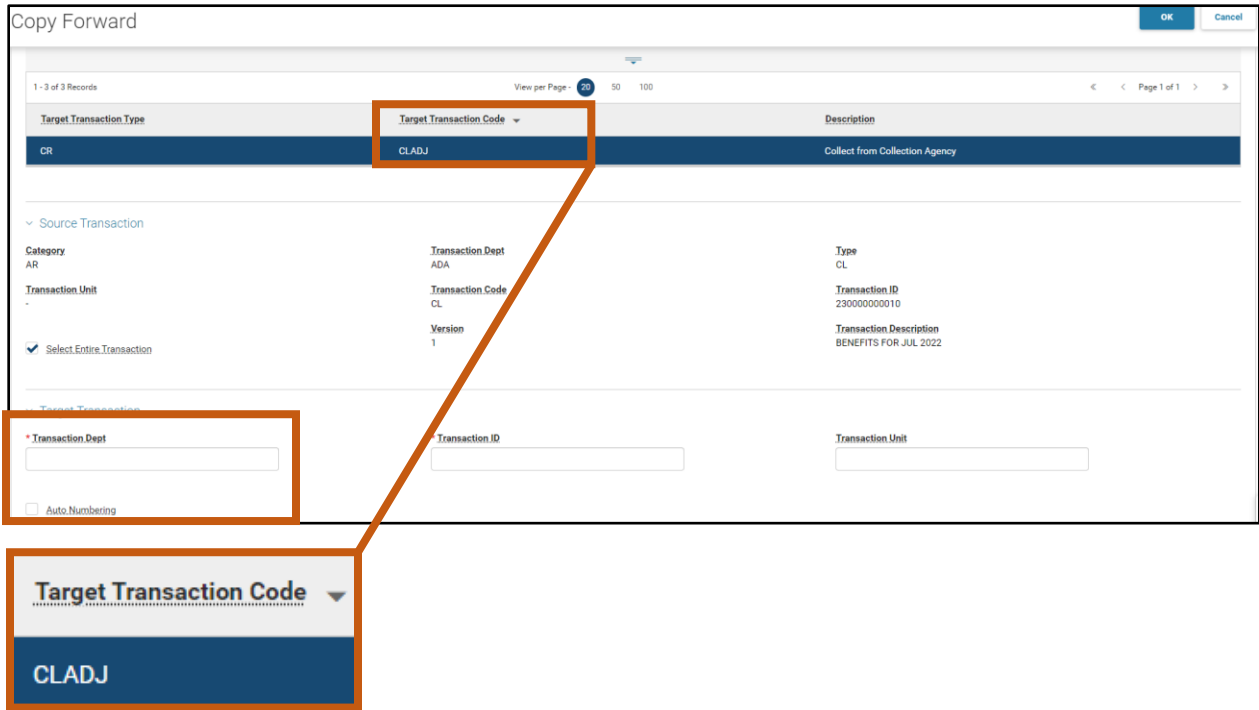 Copy Forward
OK Cancel
1 - 3 of 3 Records View per Page - 20 50 100 « < Page 1 of 1 > »
Target Transaction Type Target Transaction Code Description
CR CLADJ Collect from Collection Agency
Source Transaction
Category Transaction Dept Type
AR ADA CL
Transaction Unit Transaction Code Transaction ID
- CL 230000000010
Version Transaction Description
Select Entire Transaction 1 BENEFITS FOR JUL 2022
Target Transaction
* Transaction Dept * Transaction ID Transaction Unit
Auto Numbering
Target Transaction Code
CLADJ